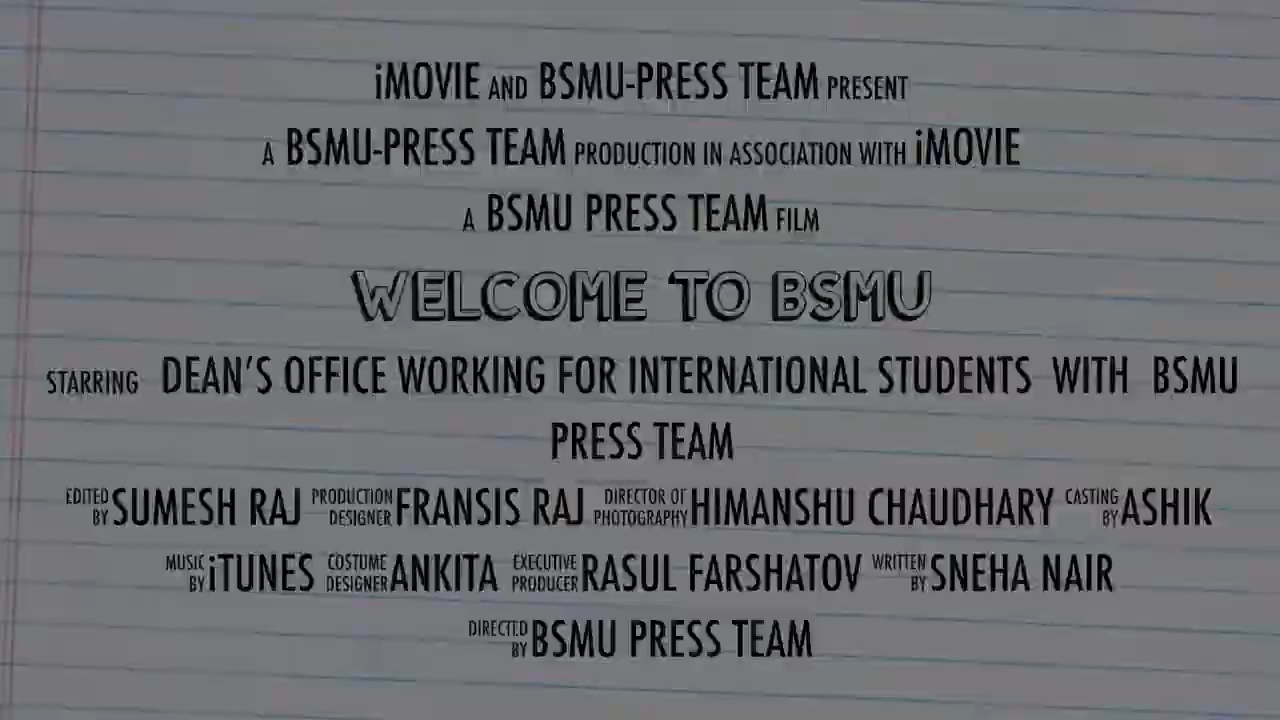 iMOVIE AND BSMU-PRESS TEAM PRESENT
A BSMU-PRESS TEAM PRODUCTION IN ASSOCIATION WITH iMOVIE
A BSMU PRESS TEAM FILM
WELCOME TO BSMU
STARRING DEAN'S OFFICE WORKING FOR INTERNATIONAL STUDENTS WITH BSMU
PRESS TEAM
EDITED BY SUMESH RAJ PRODUCTION DESIGNER FRANSIS RAJ DIRECTOR OF PHOTOGRAPHY HIMANSHU CHAUDHARY CASTING BY ASHIK
MUSIC BY iTUNES COSTUME DESIGNER ANKITA EXECUTIVE PRODUCER RASUL FARSHATOV WRITTEN BY SNEHA NAIR
DIRECTED BY BSMU PRESS TEAM